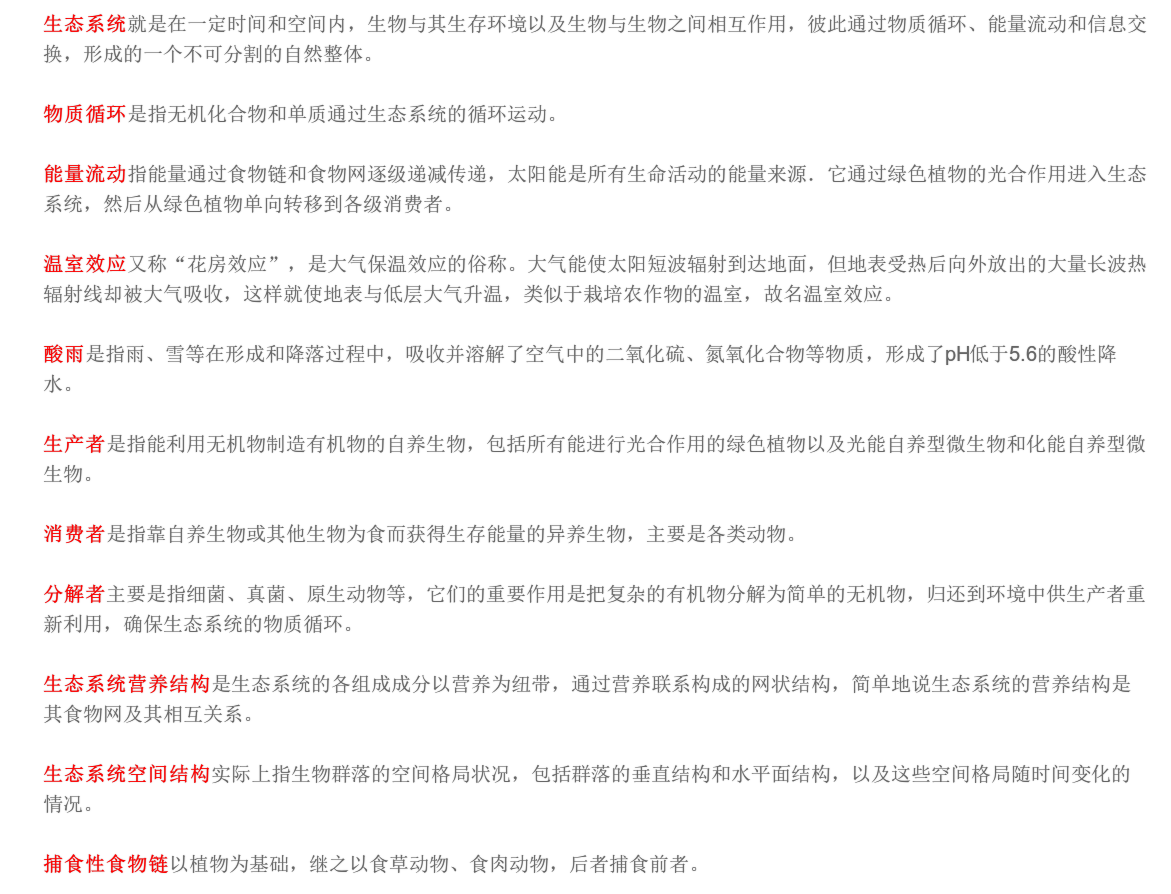 生态系统就是在一定时间和空间内，生物与其生存环境以及生物与生物之间相互作用，彼此通过物质循环、能量流动和信息交
换，形成的一个不可分割的自然整体。
物质循环是指无机化合物和单质通过生态系统的循环运动。
能量流动指能量通过食物链和食物网逐级递减传递，太阳能是所有生命活动的能量来源．它通过绿色植物的光合作用进入生态
系统，然后从绿色植物单向转移到各级消费者。
温室效应又称“花房效应”，是大气保温效应的俗称。大气能使太阳短波辐射到达地面，但地表受热后向外放出的大量长波热
辐射线却被大气吸收，这样就使地表与低层大气升温，类似于栽培农作物的温室，故名温室效应。
酸雨是指雨、雪等在形成和降落过程中，吸收并溶解了空气中的二氧化硫、氮氧化合物等物质，形成了pH低于5.6的酸性降
水。
生产者是指能利用无机物制造有机物的自养生物，包括所有能进行光合作用的绿色植物以及光能自养型微生物和化能自养型微
生物。
消费者是指靠自养生物或其他生物为食而获得生存能量的异养生物，主要是各类动物。
分解者主要是指细菌、真菌、原生动物等，它们的重要作用是把复杂的有机物分解为简单的无机物，归还到环境中供生产者重
新利用，确保生态系统的物质循环。
生态系统营养结构是生态系统的各组成成分以营养为纽带，通过营养联系构成的网状结构，简单地说生态系统的营养结构是
其食物网及其相互关系。
生态系统空间结构实际上指生物群落的空间格局状况，包括群落的垂直结构和水平面结构，以及这些空间格局随时间变化的
情况。
捕食性食物链以植物为基础，继之以食草动物、食肉动物，后者捕食前者。